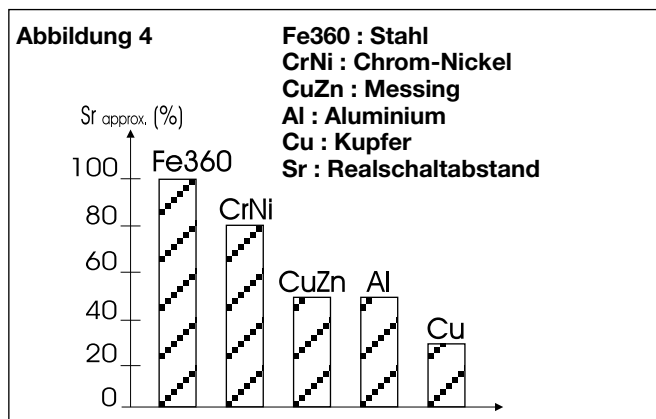 Abbildung 4
Fe360 : Stahl
CrNi : Chrom-Nickel
CuZn : Messing
Al : Aluminium
Cu : Kupfer
Sr : Realschaltabstand
Sr approx. (%)
100
80
60
40
20
0
Fe360
CrNi
CuZn
Al
Cu